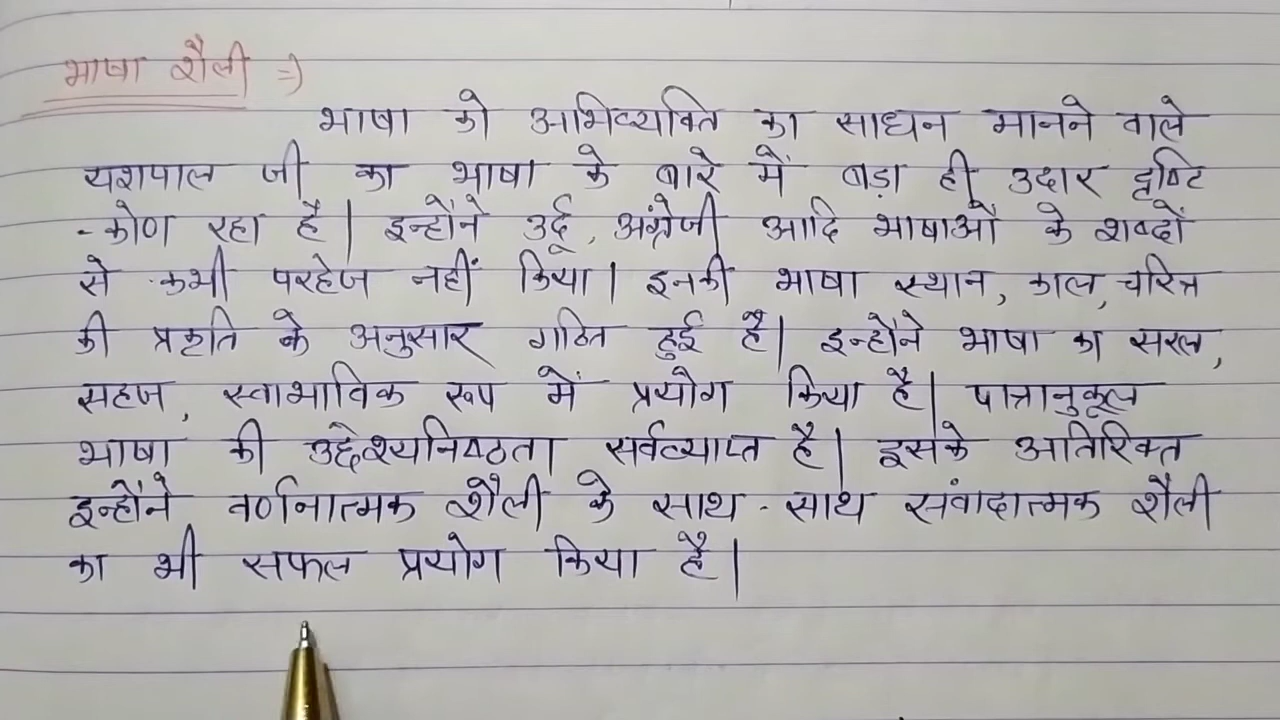 भाषा शैली =>
भाषा को अभिव्यक्ति का साधन मानने वाले
यशपाल जी का भाषा के बारे में बड़ा ही उदार दृष्टि
-कोण रहा है। इन्होंने उर्दू, अंग्रेजी आदि भाषाओं के शब्दों
से कभी परहेज नहीं किया। इनकी भाषा स्थान, काल, चरित्र
की प्रकृति के अनुसार गठित हुई है। इन्होंने भाषा का सरल,
सहज, स्वाभाविक रूप में प्रयोग किया है। पात्रानुकूल
भाषा की उद्देश्यनिष्ठता सर्वव्याप्त है। इसके अतिरिक्त
इन्होंने वर्णनात्मक शैली के साथ-साथ संवादात्मक शैली
का भी सफल प्रयोग किया है।